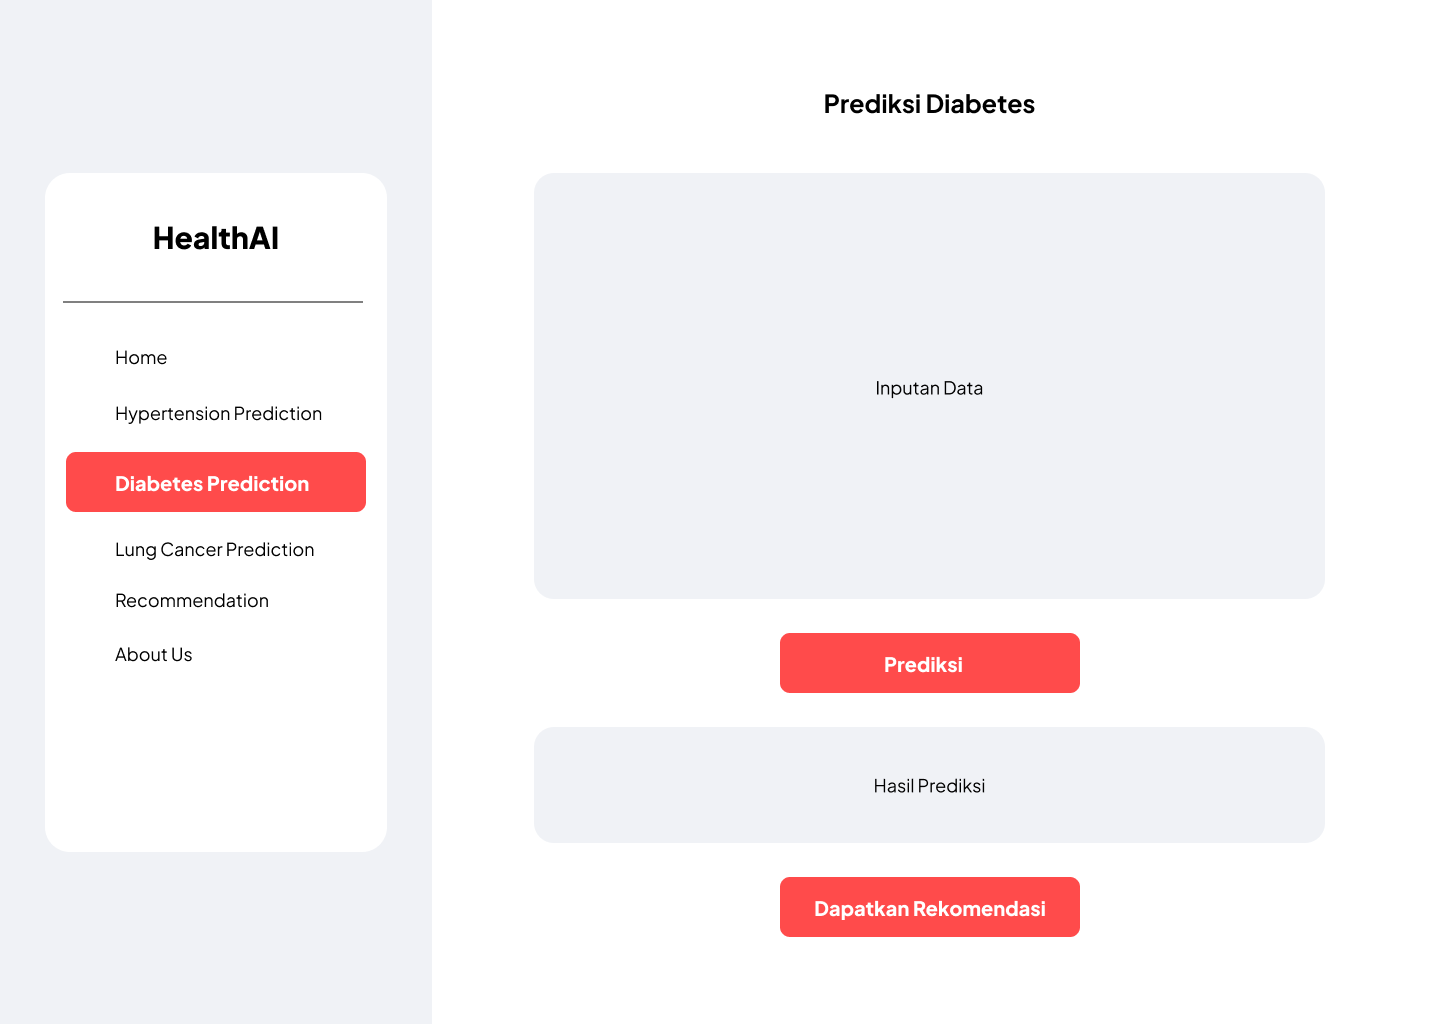 HealthAI
Home
Hypertension Prediction
Diabetes Prediction
Lung Cancer Prediction
Recommendation
About Us
Prediksi Diabetes
Inputan Data
Prediksi
Hasil Prediksi
Dapatkan Rekomendasi